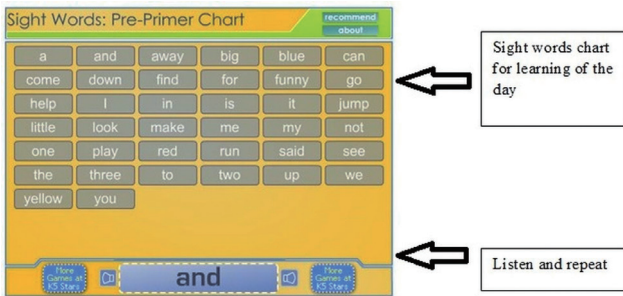 Sight Words: Pre-Primer Chart
recommend
about
a and away big blue can
come down find for funny go
help I in is it jump
little look make me my not
one play red run said see
the three to two up we
yellow you
More
Games at
K5 Stars
and
More
Games at
K5 Stars
Sight words chart
for learning of the
day
Listen and repeat